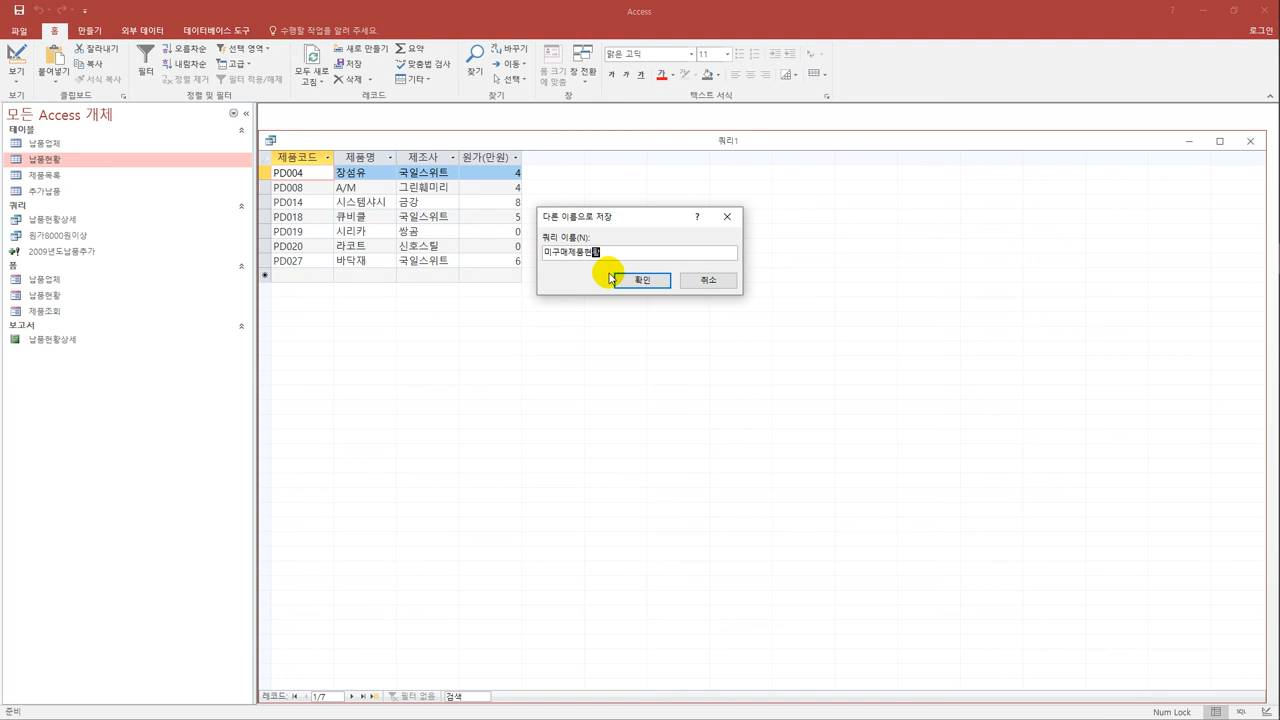 Access
로그인
파일 홈 만들기 외부 데이터 데이터베이스 도구 수행할 작업을 알려 주세요.
보기 붙여넣기 잘라내기 복사 서식 복사
필터 오름차순 내림차순 정렬 제거 선택 영역 고급 필터 적용/해제
모두 새로 고침 새로 만들기 저장 삭제 요약 맞춤법 검사 기타
찾기 바꾸기 이동 선택
폼 크기에 맞춤 창 전환
맑은 고딕 11
가 가 가 가
보기 클립보드 정렬 및 필터 레코드 찾기 창 텍스트 서식
모든 Access 개체
테이블
납품업체
납품현황
제품목록
추가납품
쿼리
납품현황상세
원가8000원이상
2009년도납품추가
폼
납품업체
납품현황
제품조회
보고서
납품현황상세
쿼리1
제품코드 제품명 제조사 원가(만원)
PD004 장섬유 국일스위트 4
PD008 A/M 그린훼미리 4
PD014 시스템샤시 금강 8
PD018 큐비클 국일스위트 5
PD019 시리카 쌍곰 0
PD020 라코트 신호스틸 0
PD027 바닥재 국일스위트 6
다른 이름으로 저장 ?
쿼리 이름(N):
미구매제품현황
확인 취소
레코드: 1/7 필터 없음 검색
준비 Num Lock SQL